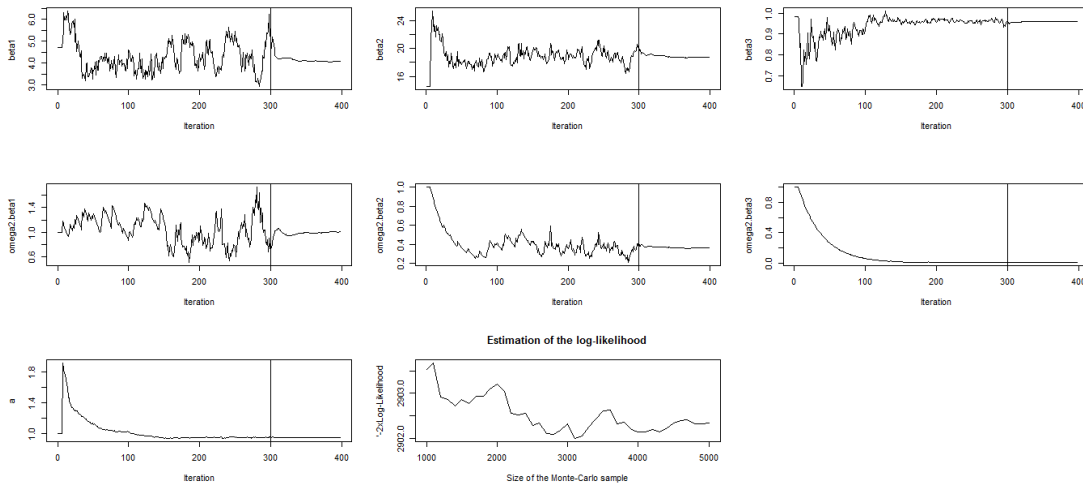 beta1
3.0 4.0 5.0 6.0
0 100 200 300 400
Iteration
beta2
16 20 24
0 100 200 300 400
Iteration
beta3
0.7 0.8 0.9 1.0
0 100 200 300 400
Iteration
omega2.beta1
0.6 1.0 1.4
0 100 200 300 400
Iteration
omega2.beta2
0.2 0.4 0.6 0.8 1.0
0 100 200 300 400
Iteration
omega2.beta3
0.0 0.4 0.8
0 100 200 300 400
Iteration
a
1.0 1.4 1.8
0 100 200 300 400
Iteration
Estimation of the log-likelihood
'-2xLog-Likelihood
2902.0 2903.0
1000 2000 3000 4000 5000
Size of the Monte-Carlo sample